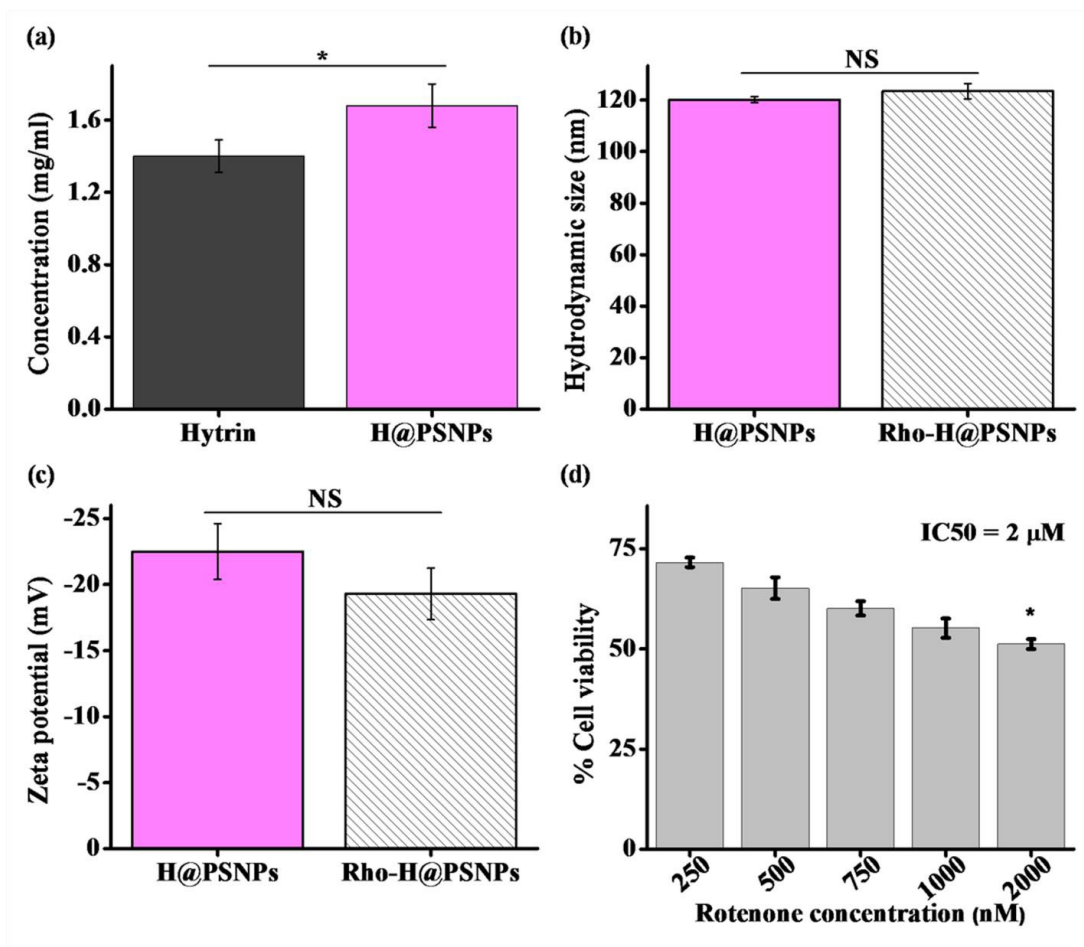 (a)
*
Concentration (mg/ml)
1.6
1.2
0.8
0.4
0.0
Hytrin
H@PSNPs
(b)
NS
Hydrodynamic size (nm)
120
100
80
60
40
20
0
H@PSNPs
Rho-H@PSNPs
(c)
NS
Zeta potential (mV)
-25
-20
-15
-10
-5
0
H@PSNPs
Rho-H@PSNPs
(d)
IC50 = 2 μM
*
% Cell viability
75
50
25
0
250
500
750
1000
2000
Rotenone concentration (nM)